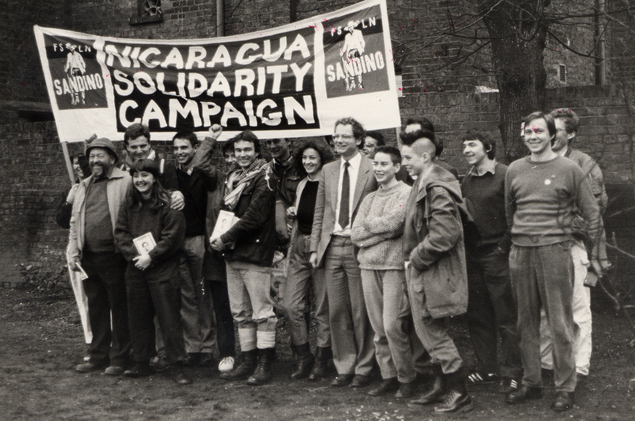 FSLN
SANDINO
NICARAGUA
SOLIDARITY
CAMPAIGN
FSLN
SANDINO